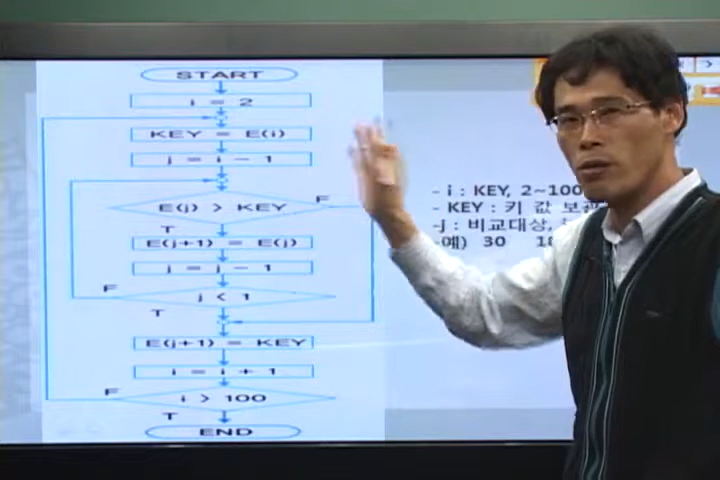 START
i = 2
KEY = E(i)
j = i - 1
E(j) > KEY
F
T
E(j+1) = E(j)
j = j - 1
F
j < 1
T
E(j+1) = KEY
i = i + 1
F
i > 100
T
END
- i : KEY, 2~100
- KEY : 키 값 보관
-j : 비교대상,
-예) 30